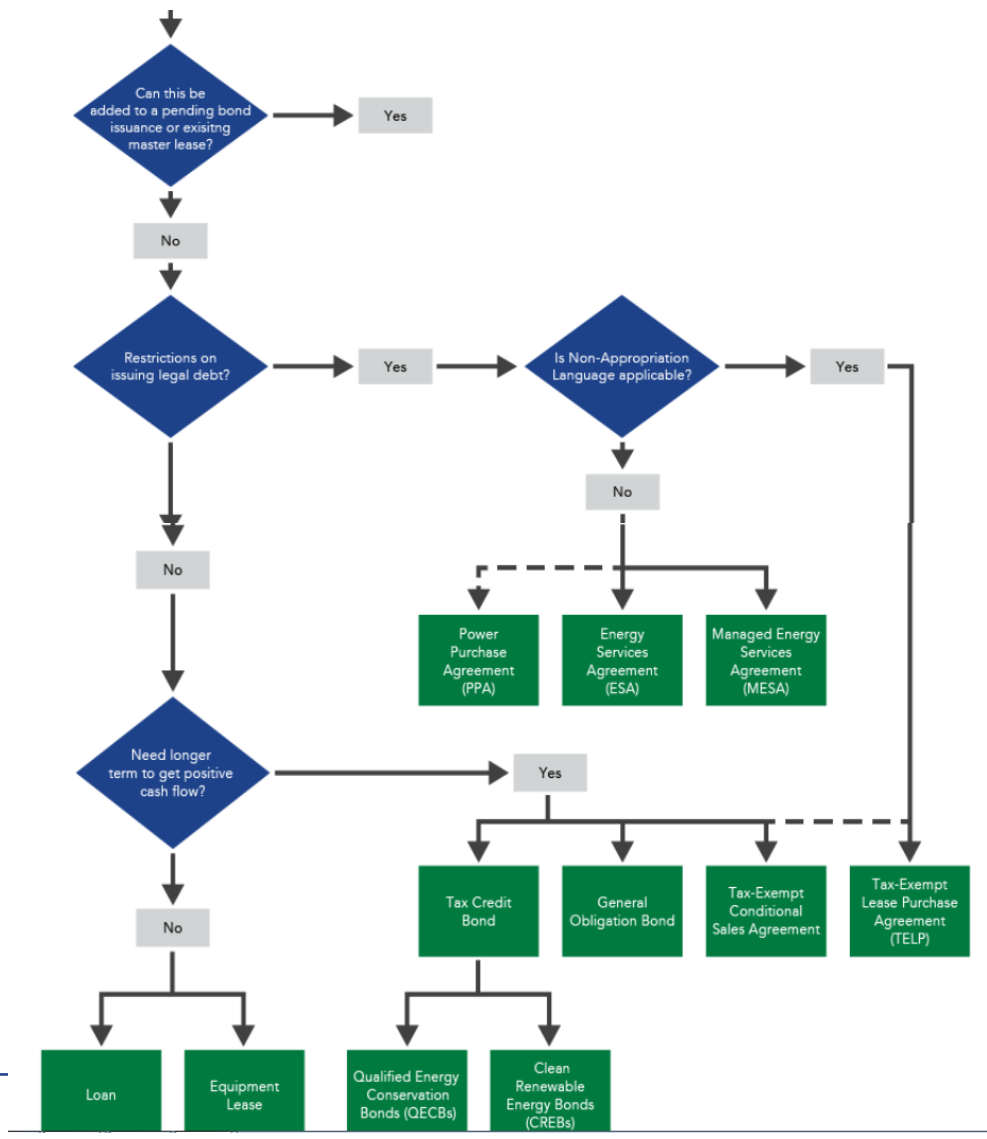 Can this be
added to a pending bond
issuance or exisitng
master lease?
Yes
No
Restrictions on
issuing legal debt?
Yes
Is Non-Appropriation
Language applicable?
Yes
No
No
Power
Purchase
Agreement
(PPA)
Energy
Services
Agreement
(ESA)
Managed Energy
Services
Agreement
(MESA)
Need longer
term to get positive
cash flow?
Yes
No
Tax Credit
Bond
General
Obligation Bond
Tax-Exempt
Conditional
Sales Agreement
Tax-Exempt
Lease Purchase
Agreement
(TELP)
Loan
Equipment
Lease
Qualified Energy
Conservation
Bonds (QECBs)
Clean
Renewable
Energy Bonds
(CREBs)